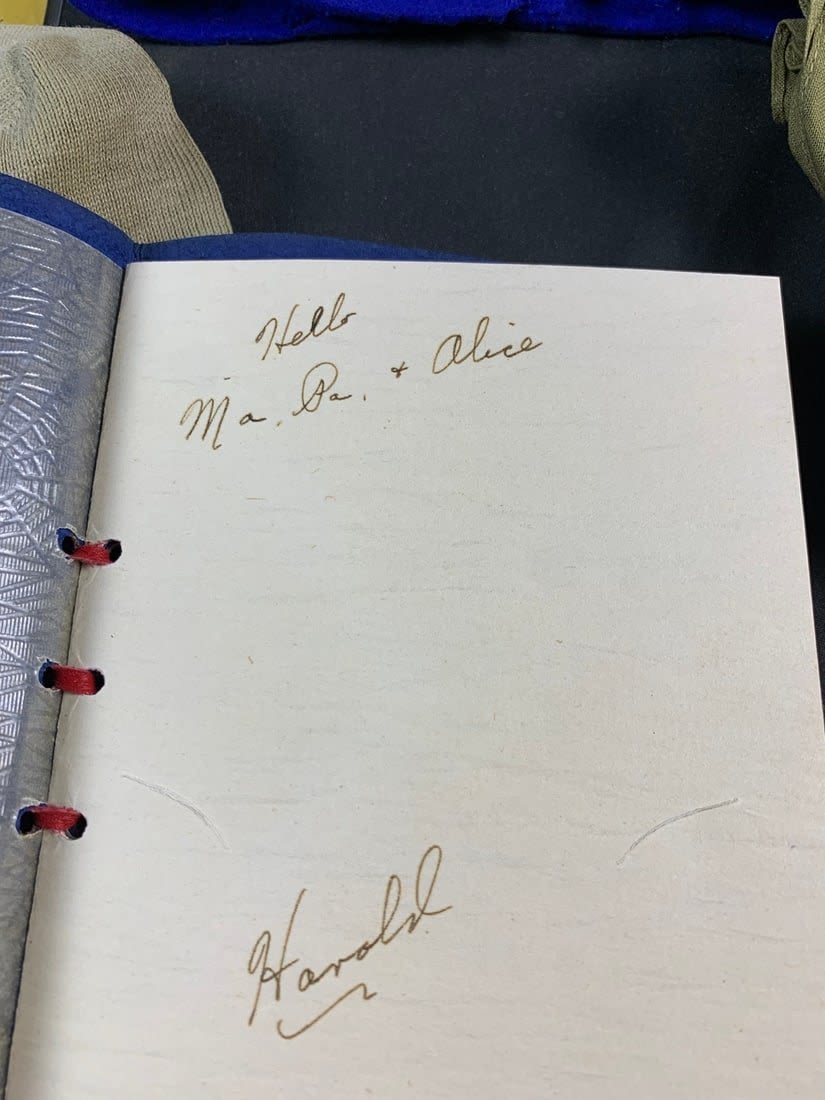 Hello
Ma, Pa, + Alice
Harold